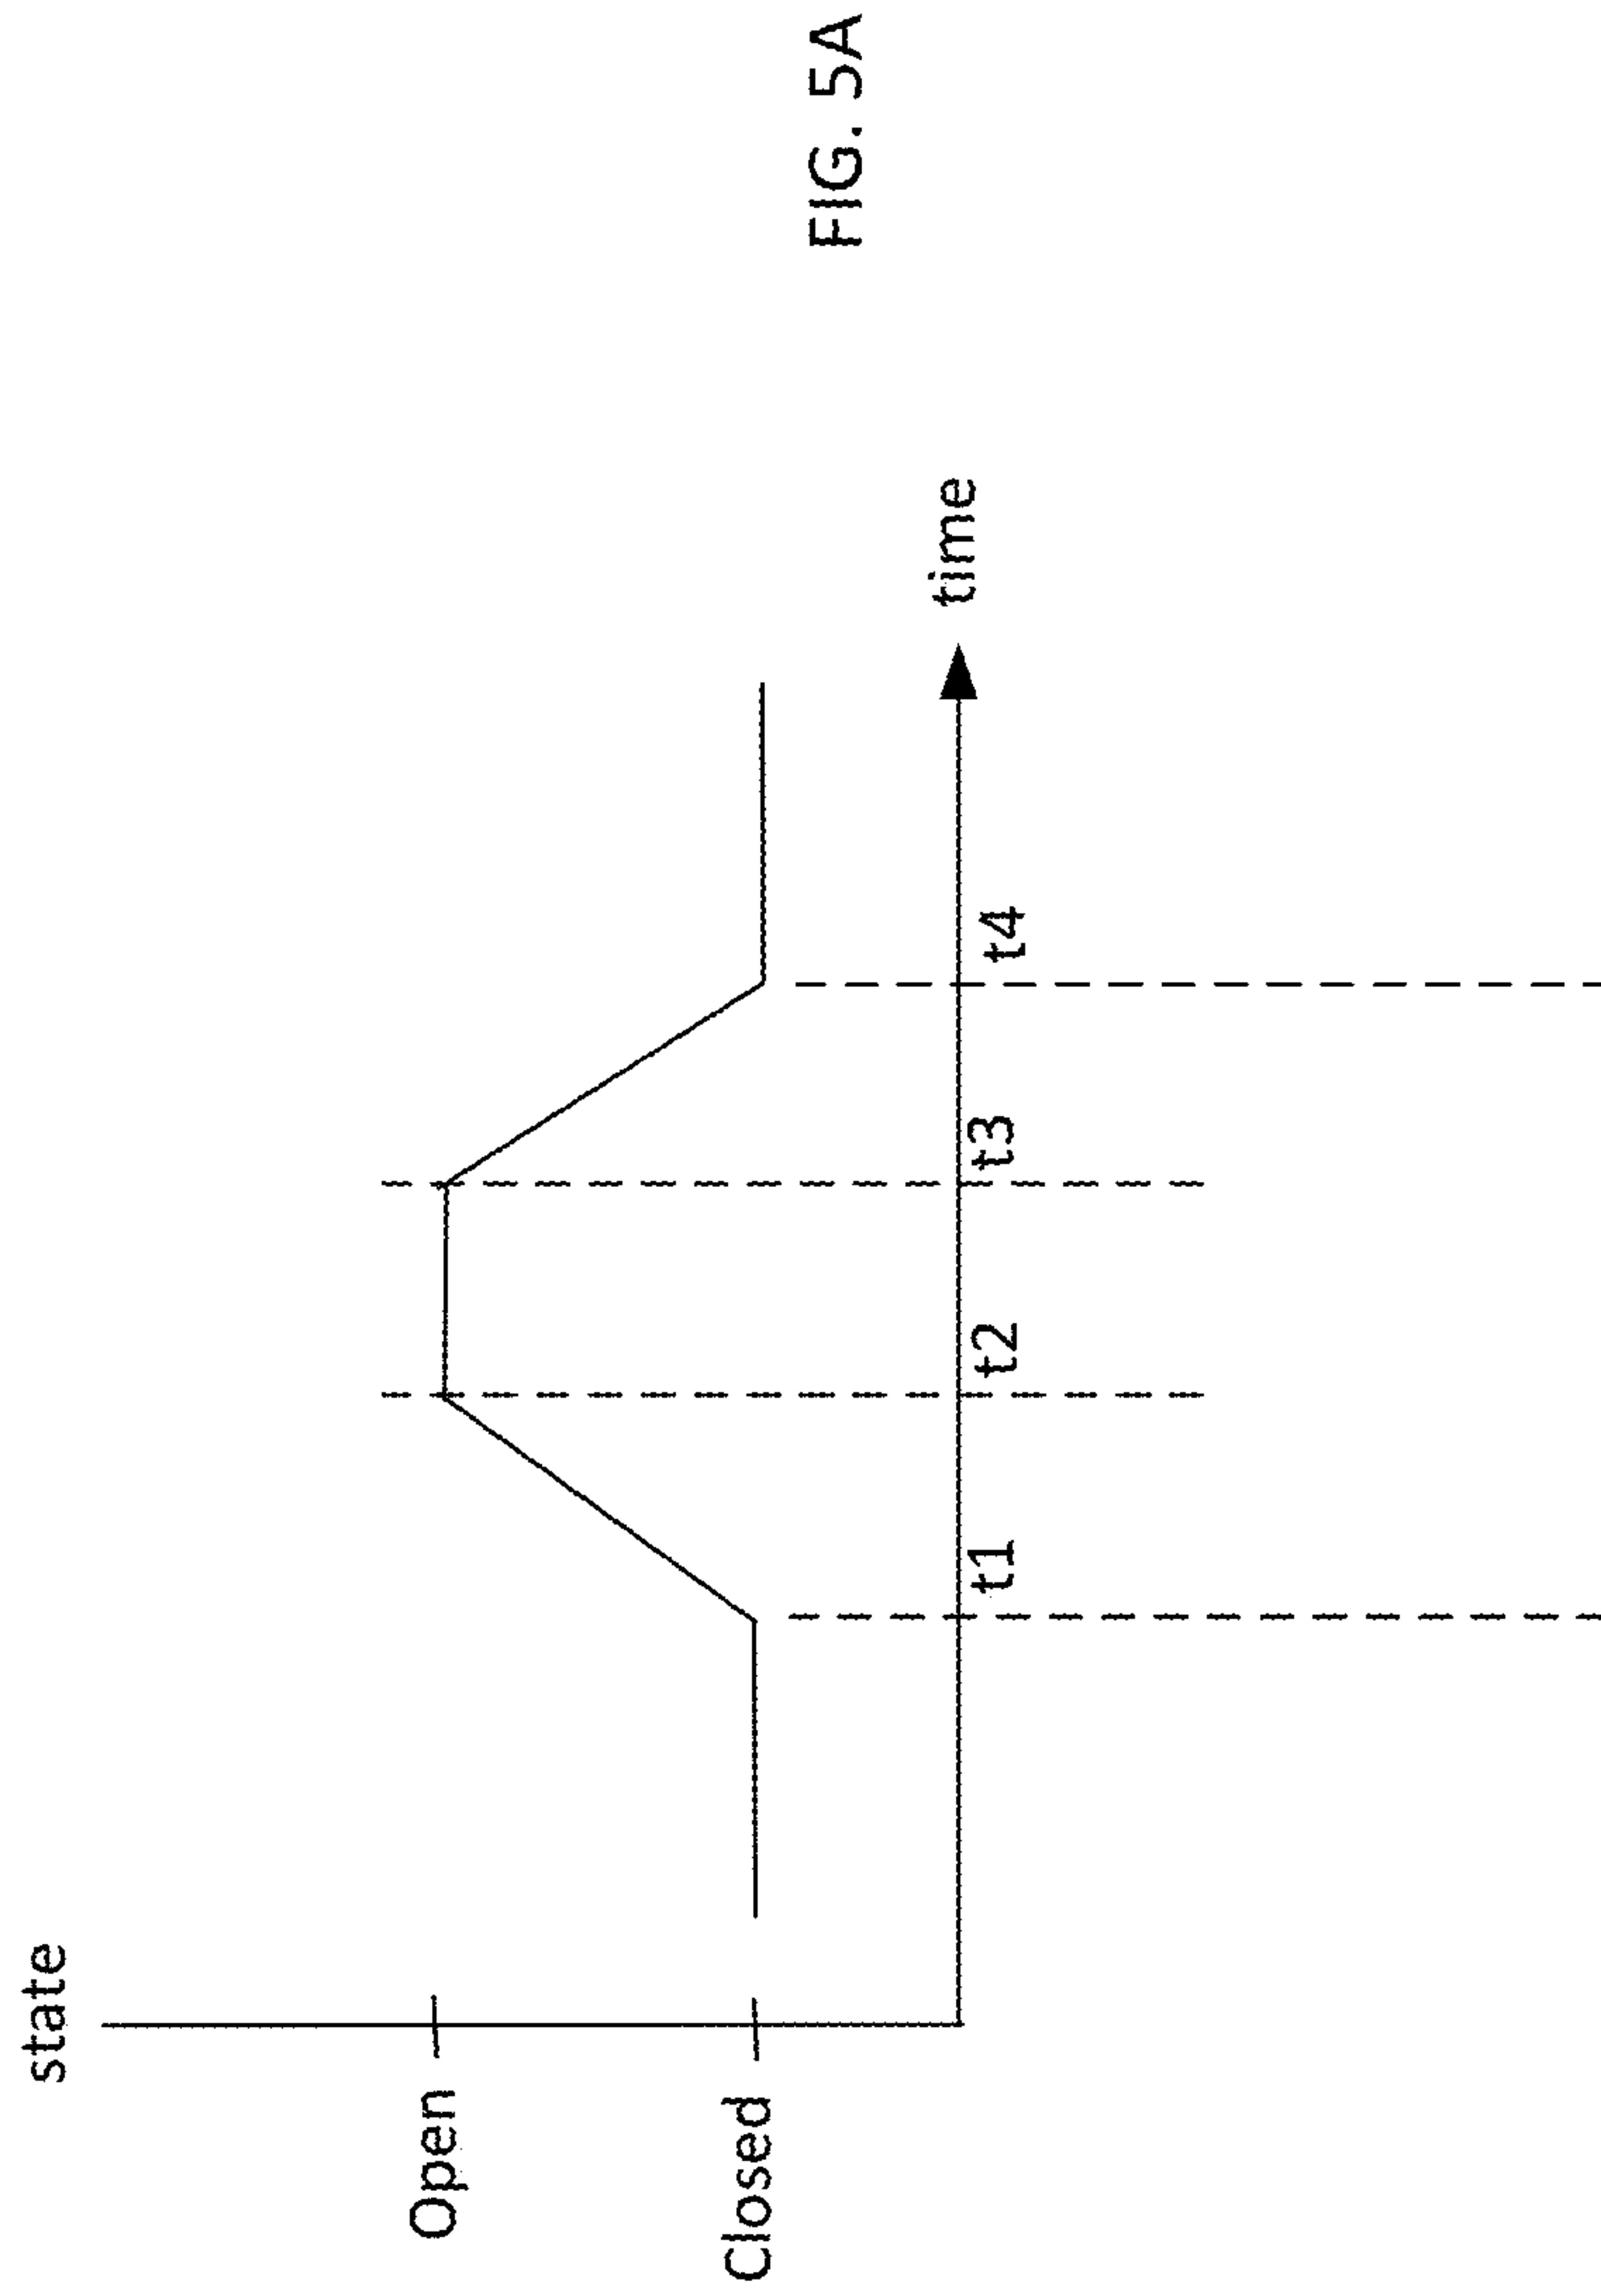 state
Open
Closed
t1
t2
t3
t4
time
FIG. 5A